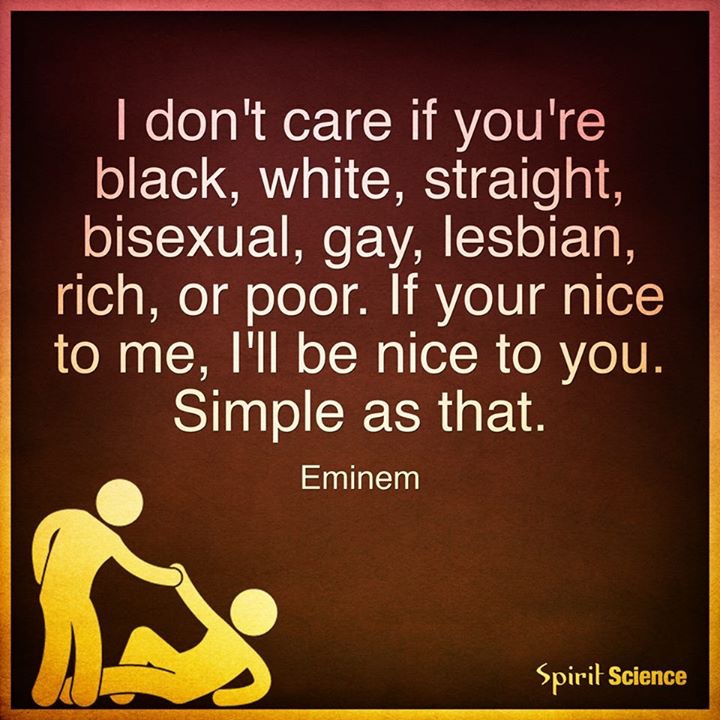 I don't care if you're
black, white, straight,
bisexual, gay, lesbian,
rich, or poor. If your nice
to me, I'll be nice to you.
Simple as that.
Eminem
Spirit Science